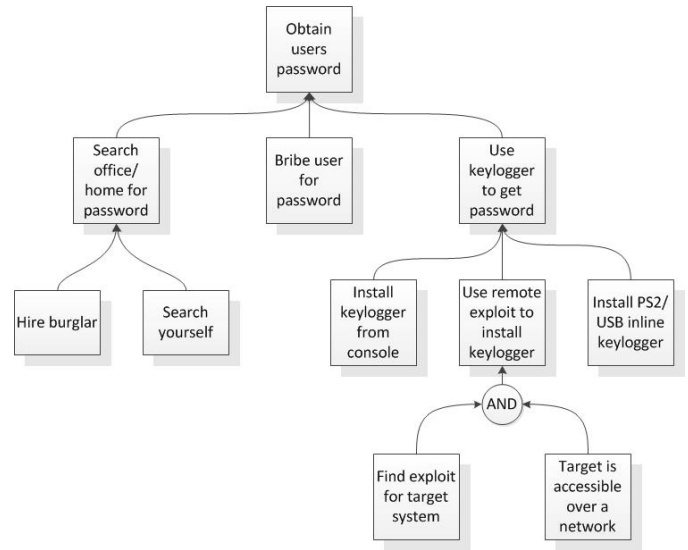 Obtain
users
password
Search
office/
home for
password
Bribe user
for
password
Use
keylogger
to get
password
Hire burglar
Search
yourself
Install
keylogger
from
console
Use remote
exploit to
install
keylogger
Install PS2/
USB inline
keylogger
AND
Find exploit
for target
system
Target is
accessible
over a
network